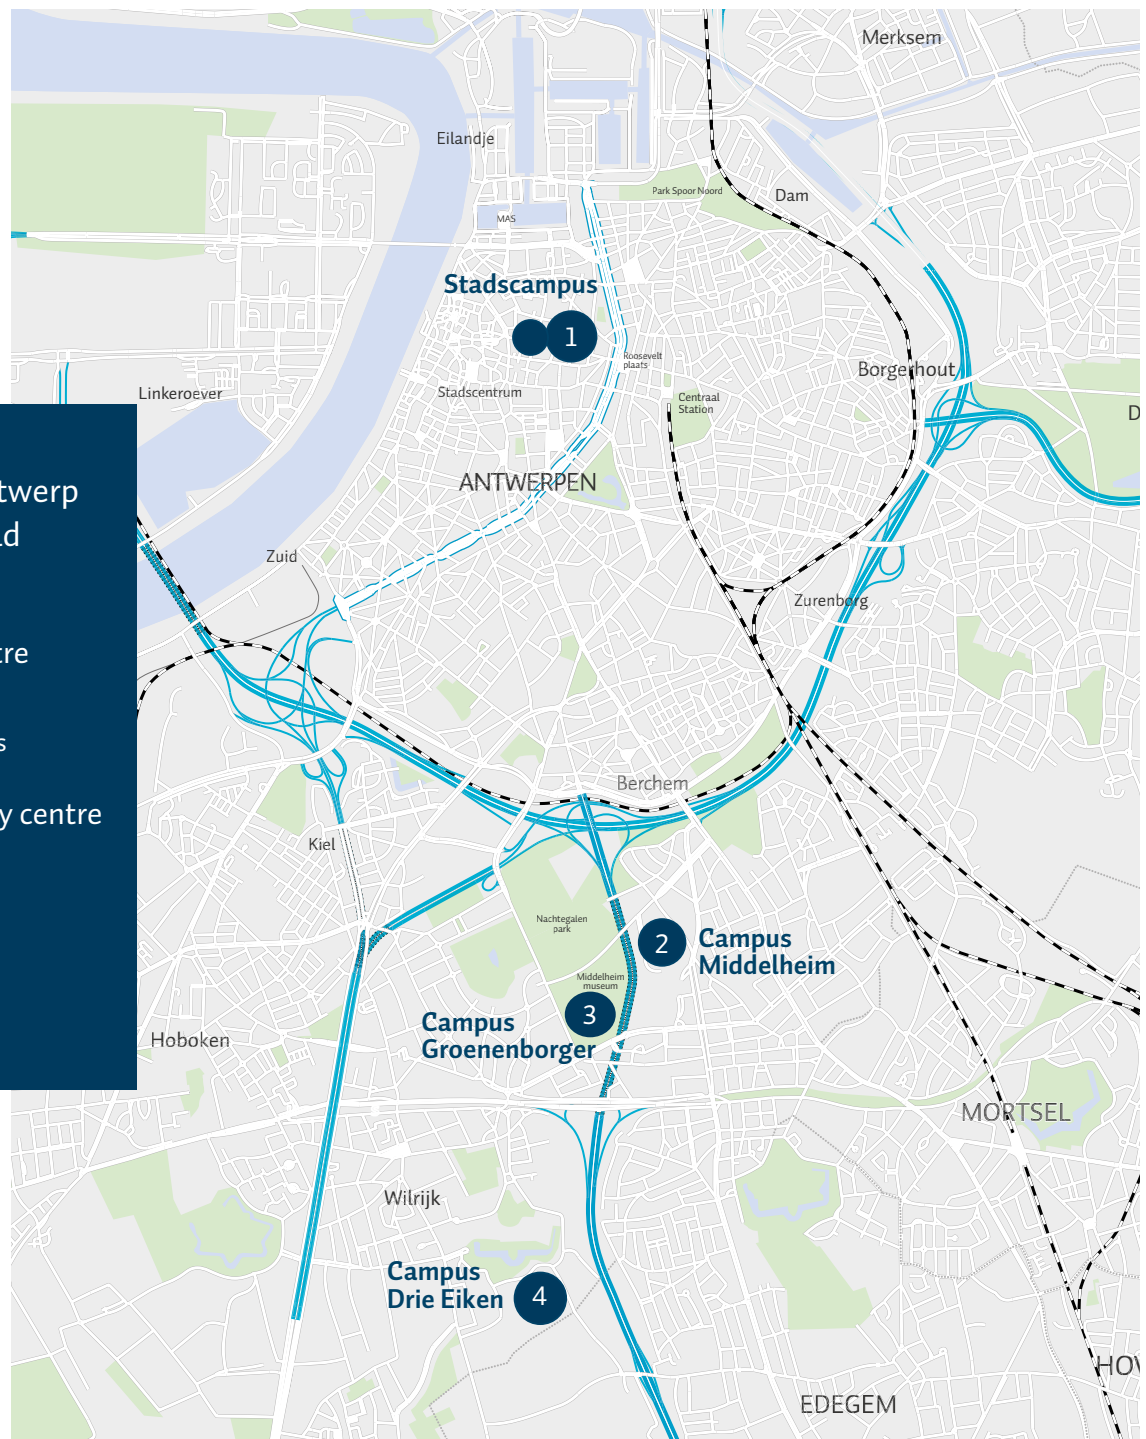 Merksem
Eilandje
Park Spoor Noord
Dam
MAS
Stadscampus
1
Roosevelt
plaats
Borgerhout
Linkeroever
Stadscentrum
Centraal
Station
D
ANTWERPEN
twerp
Zuid
Zurenborg
tre
s
Berchem
y centre
Kiel
Nachtegalen
park
2
Campus
Middelheim
Middelheim
museum
3
Campus
Groenenborger
Hoboken
MORTSEL
Wilrijk
Campus
Drie Eiken
4
HOV
EDEGEM